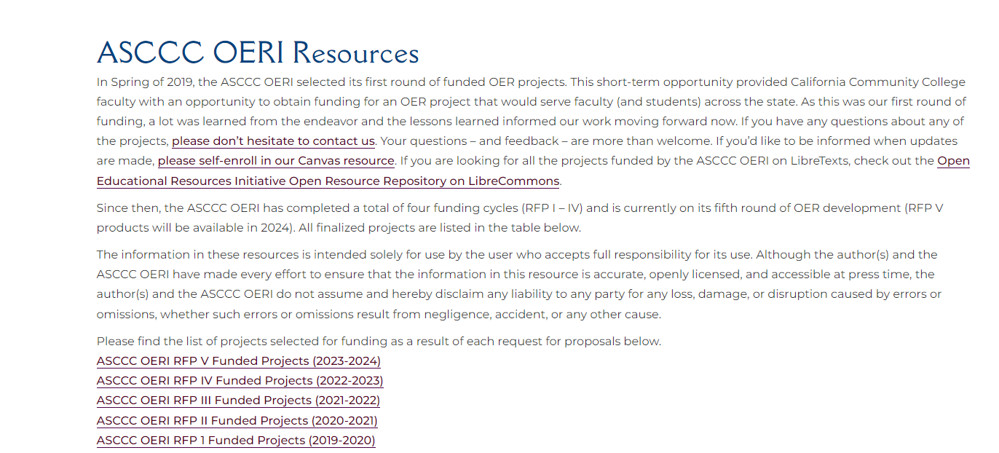 ASCCC OERI Resources
In Spring of 2019, the ASCCC OERI selected its first round of funded OER projects. This short-term opportunity provided California Community College
faculty with an opportunity to obtain funding for an OER project that would serve faculty (and students) across the state. As this was our first round of
funding, a lot was learned from the endeavor and the lessons learned informed our work moving forward now. If you have any questions about any of
the projects, please don’t hesitate to contact us. Your questions – and feedback – are more than welcome. If you’d like to be informed when updates
are made, please self-enroll in our Canvas resource. If you are looking for all the projects funded by the ASCCC OERI on LibreTexts, check out the Open
Educational Resources Initiative Open Resource Repository on LibreCommons.
Since then, the ASCCC OERI has completed a total of four funding cycles (RFP I – IV) and is currently on its fifth round of OER development (RFP V
products will be available in 2024). All finalized projects are listed in the table below.
The information in these resources is intended solely for use by the user who accepts full responsibility for its use. Although the author(s) and the
ASCCC OERI have made every effort to ensure that the information in this resource is accurate, openly licensed, and accessible at press time, the
author(s) and the ASCCC OERI do not assume and hereby disclaim any liability to any party for any loss, damage, or disruption caused by errors or
omissions, whether such errors or omissions result from negligence, accident, or any other cause.
Please find the list of projects selected for funding as a result of each request for proposals below.
ASCCC OERI RFP V Funded Projects (2023-2024)
ASCCC OERI RFP IV Funded Projects (2022-2023)
ASCCC OERI RFP III Funded Projects (2021-2022)
ASCCC OERI RFP II Funded Projects (2020-2021)
ASCCC OERI RFP 1 Funded Projects (2019-2020)